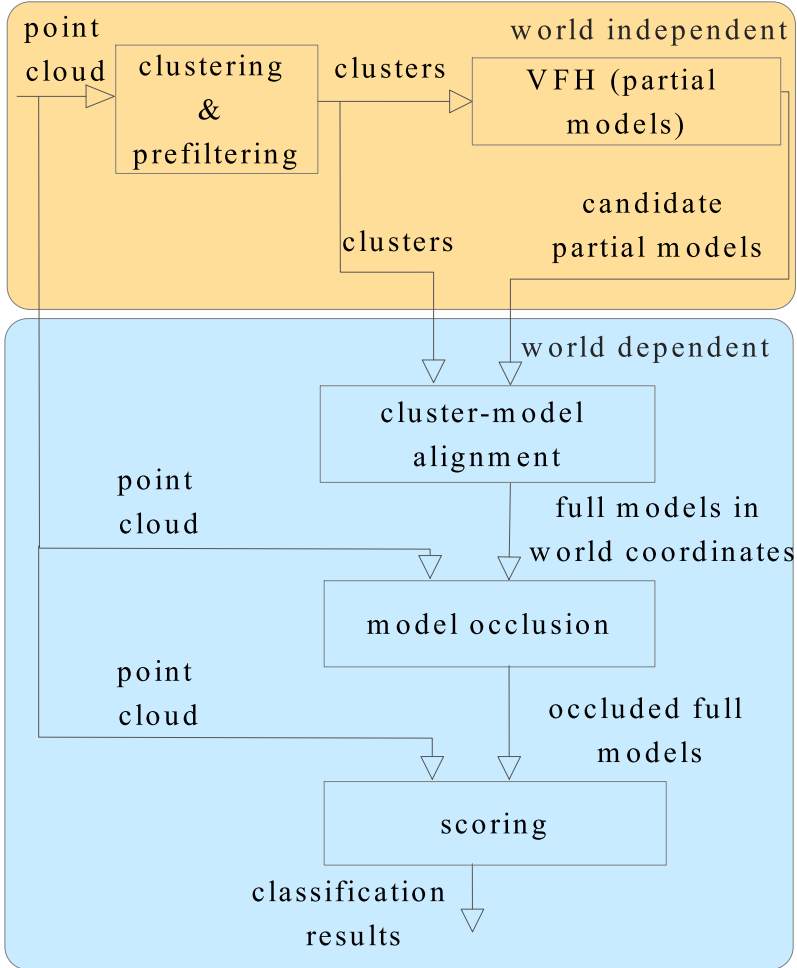 point
cloud
world independent
clustering
&
prefiltering
clusters
VFH (partial
models)
clusters
candidate
partial models
world dependent
cluster-model
alignment
point
cloud
full models in
world coordinates
model occlusion
point
cloud
occluded full
models
scoring
classification
results